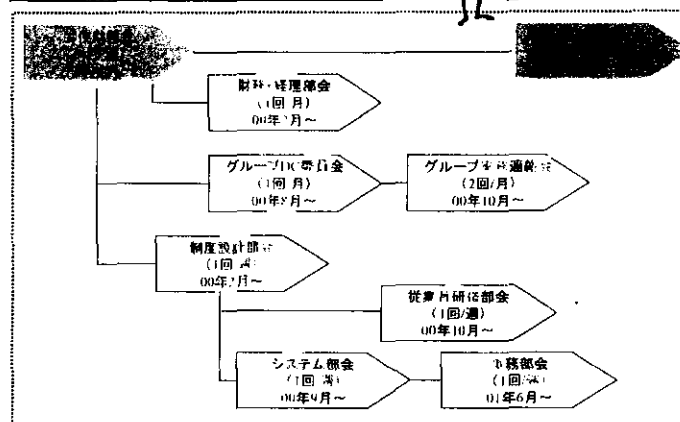 財務・経理部会
(1回 月)
00年7月～
グループDC委員会
(1回 月)
00年8月～
グループ
(2回/月)
00年10月～
制度設計部会
(1回 週)
00年7月～
従業員研修部会
(1回/週)
00年10月～
システム部会
(1回 週)
00年9月～
事務部会
(1回/週)
01年6月～